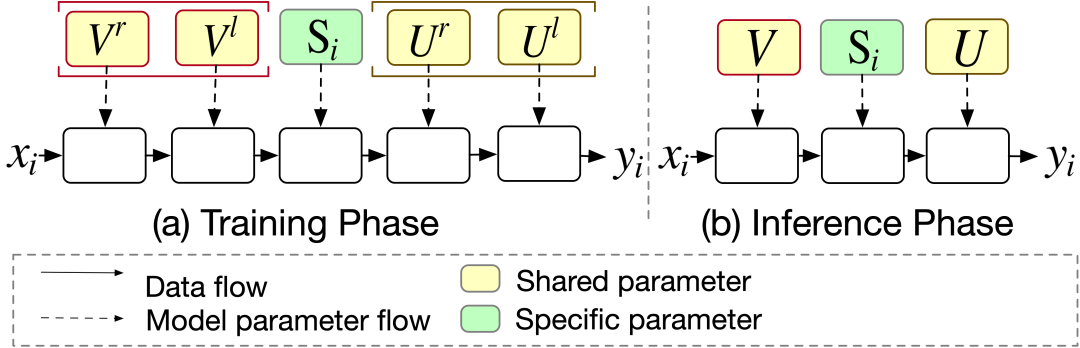 V^r V^l S_i U^r U^l
x_i y_i
(a) Training Phase
V S_i U
x_i y_i
(b) Inference Phase
Data flow
Model parameter flow
Shared parameter
Specific parameter